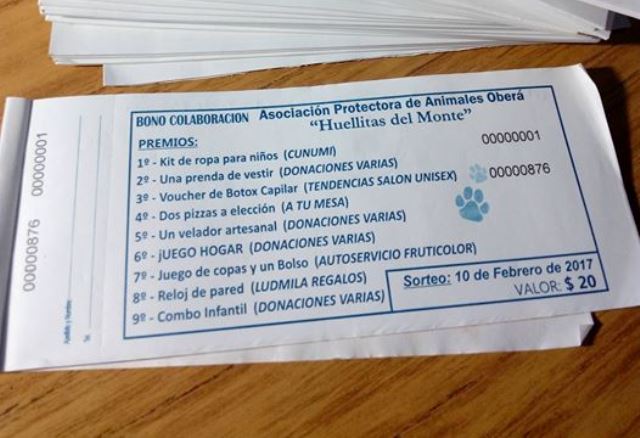 BONO COLABORACION Asociación Protectora de Animales Oberá
"Huellitas del Monte"
PREMIOS:
1º - Kit de ropa para niños (CUNUMI)
2º - Una prenda de vestir (DONACIONES VARIAS)
3º - Voucher de Botox Capilar (TENDENCIAS SALON UNISEX)
4º - Dos pizzas a elección (A TU MESA)
5º - Un velador artesanal (DONACIONES VARIAS)
6º - jUEGO HOGAR (DONACIONES VARIAS)
7º - Juego de copas y un Bolso (AUTOSERVICIO FRUTICOLOR)
8º - Reloj de pared (LUDMILA REGALOS)
9º - Combo Infantil (DONACIONES VARIAS)
00000001
00000876
Sorteo: 10 de Febrero de 2017
VALOR: $ 20
00000876 00000001
Apellido y Nombre
Tel